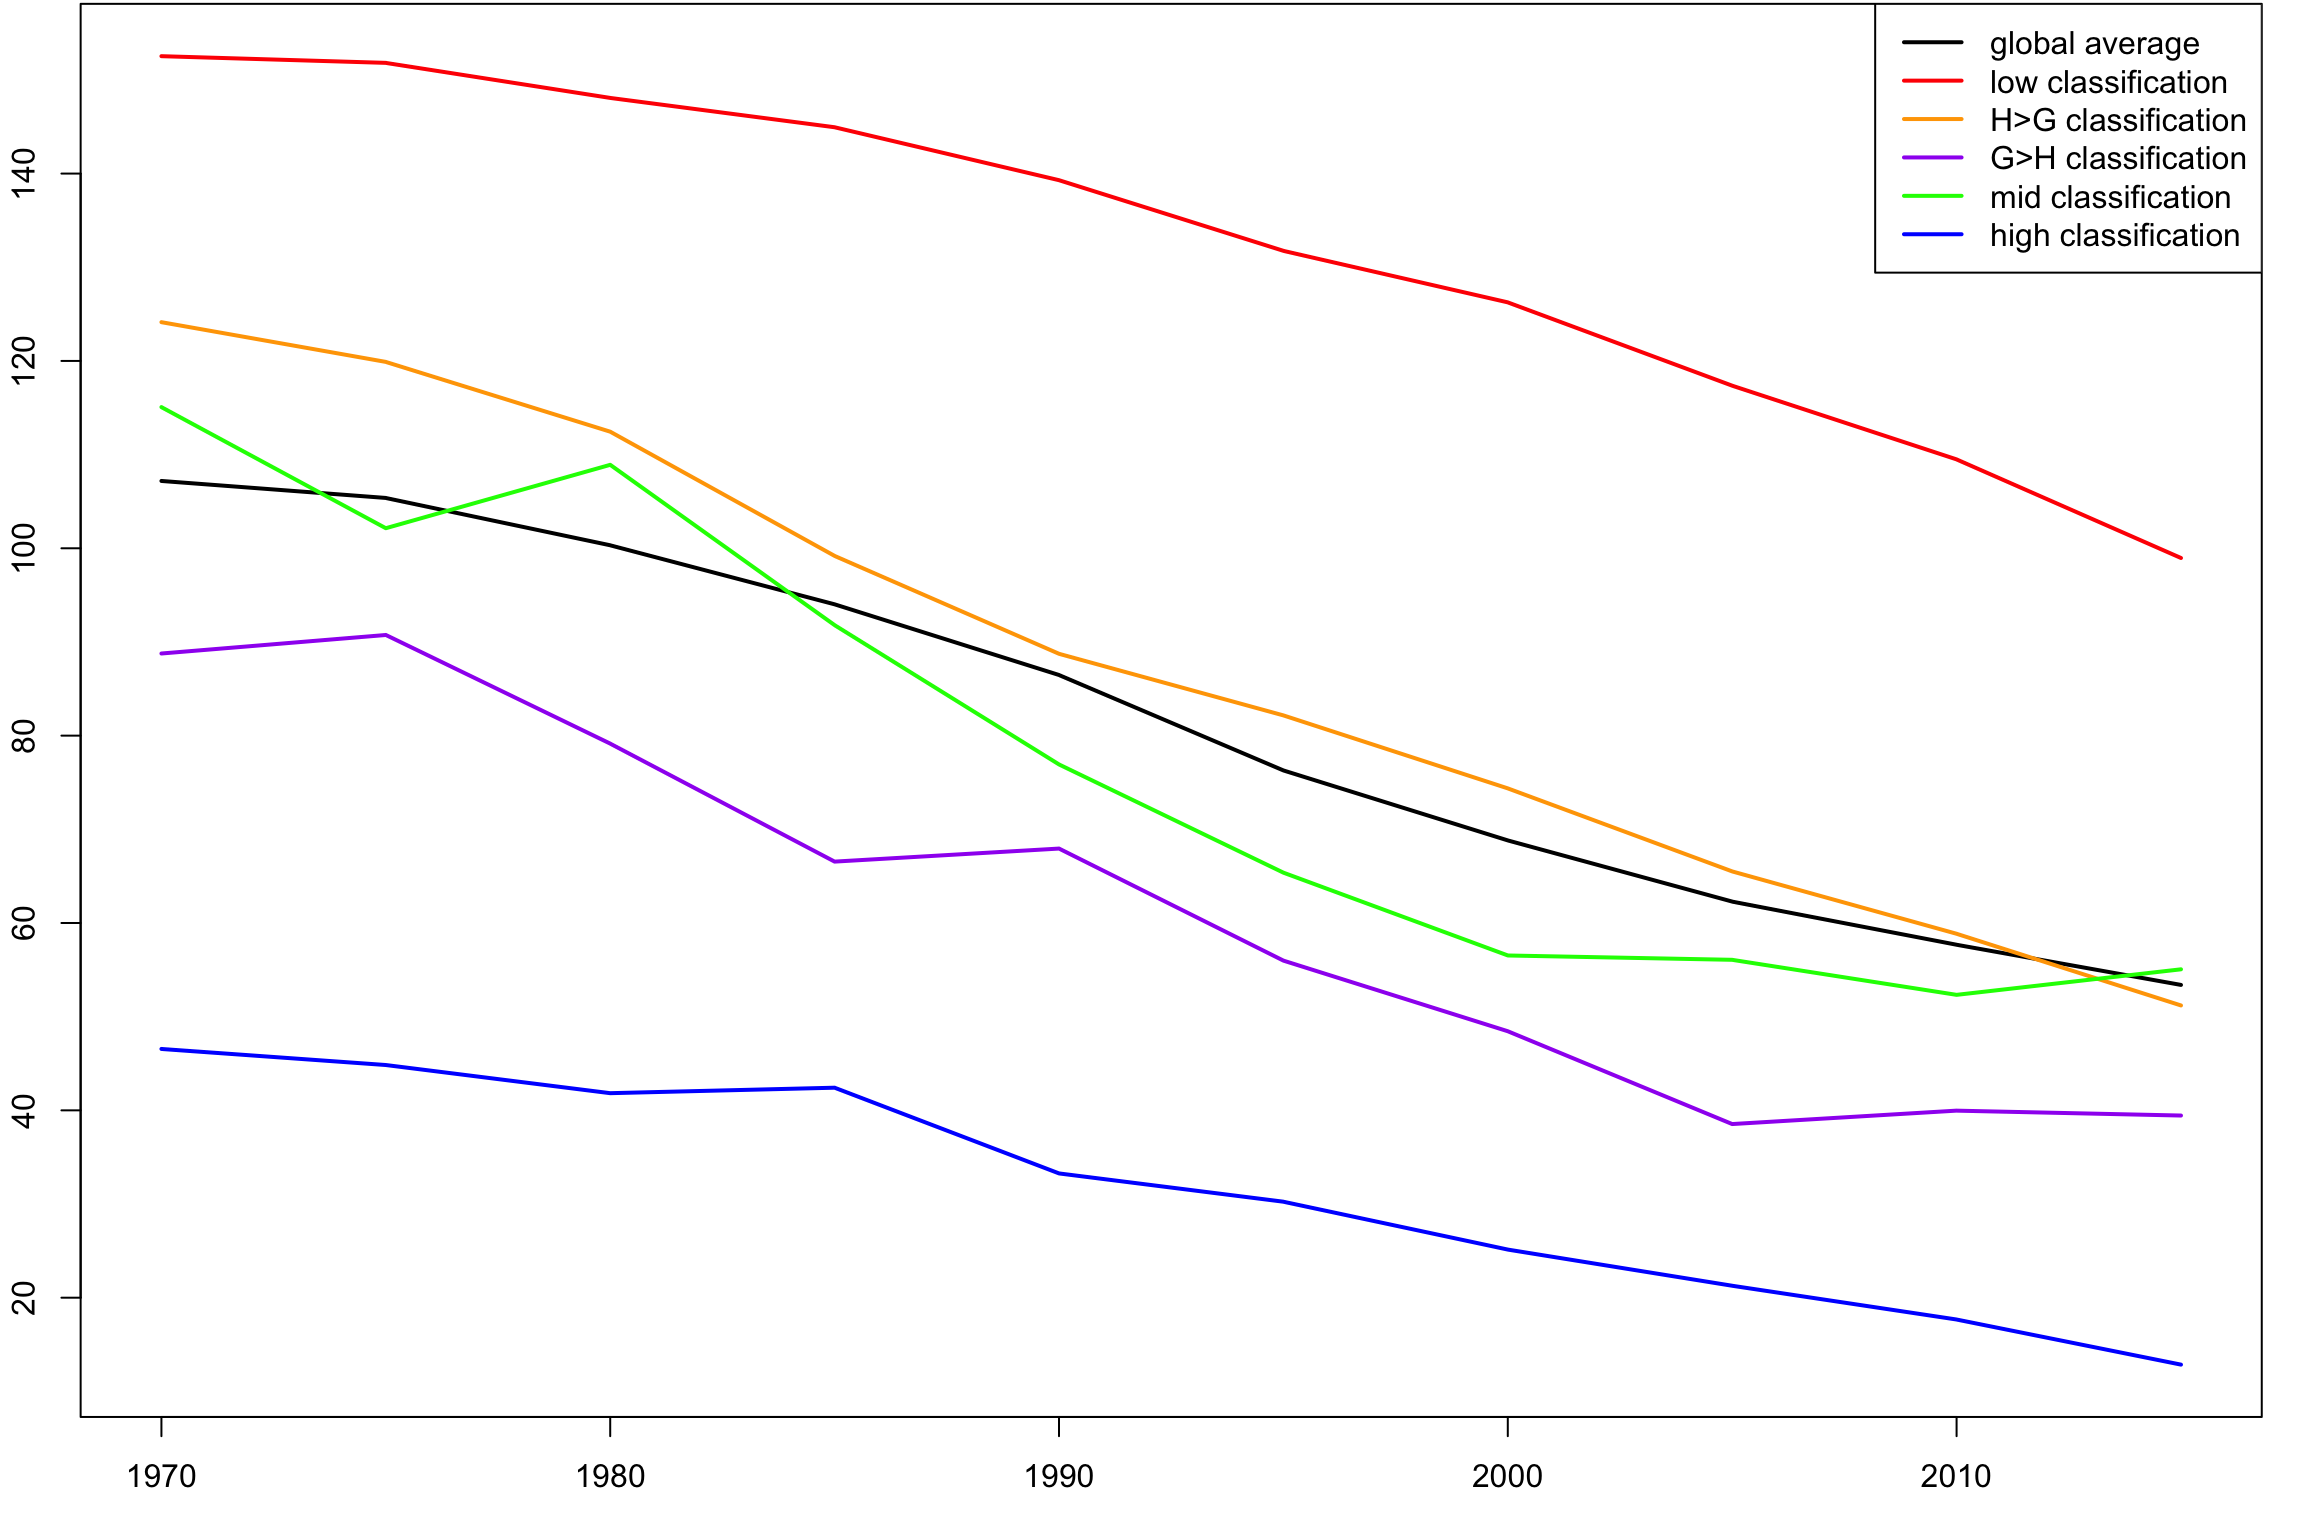 global average
low classification
H>G classification
G>H classification
mid classification
high classification
140
120
100
80
60
40
20
1970 1980 1990 2000 2010